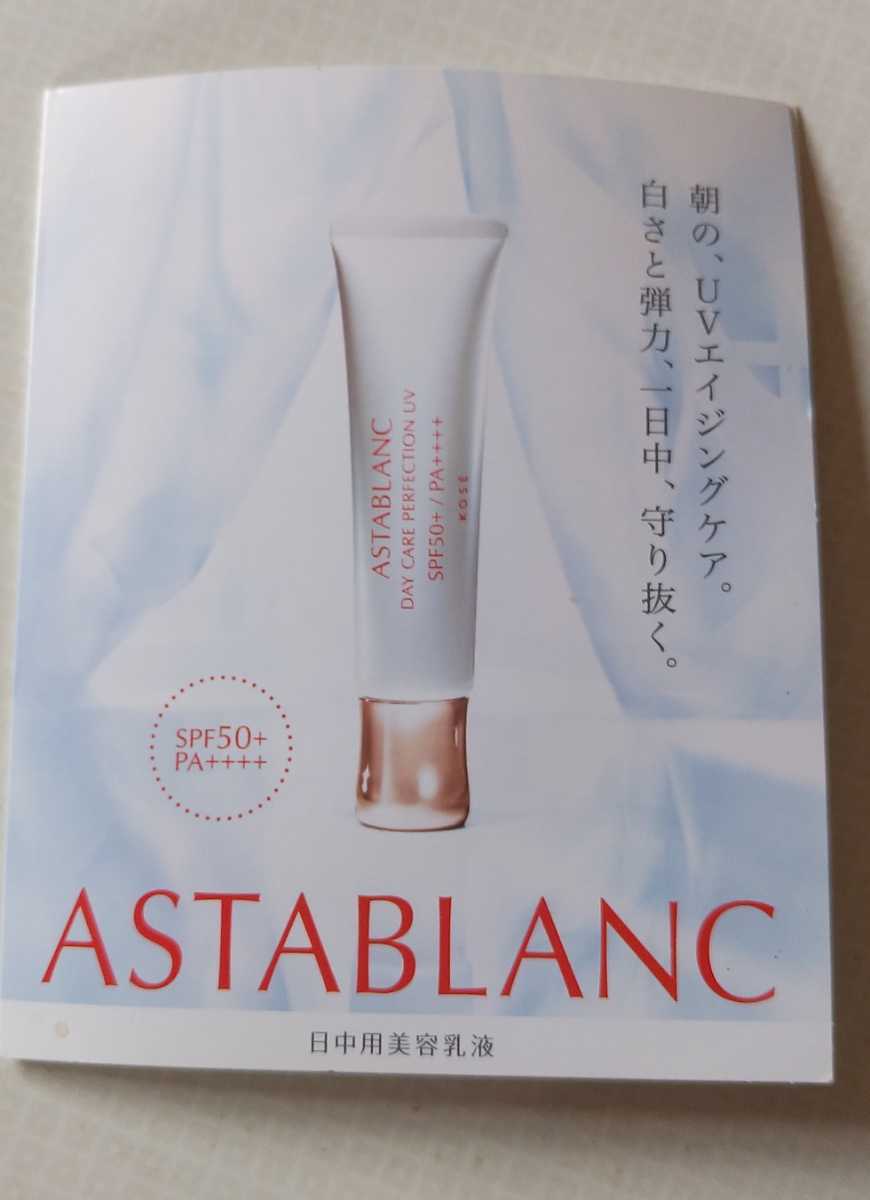 朝の、UVエイジングケア。
白さと弾力、一日中、守り抜く。
ASTABLANC
DAY CARE PERFECTION UV
SPF50+ / PA++++
KOSÉ
SPF50+
PA++++
ASTABLANC
日中用美容乳液